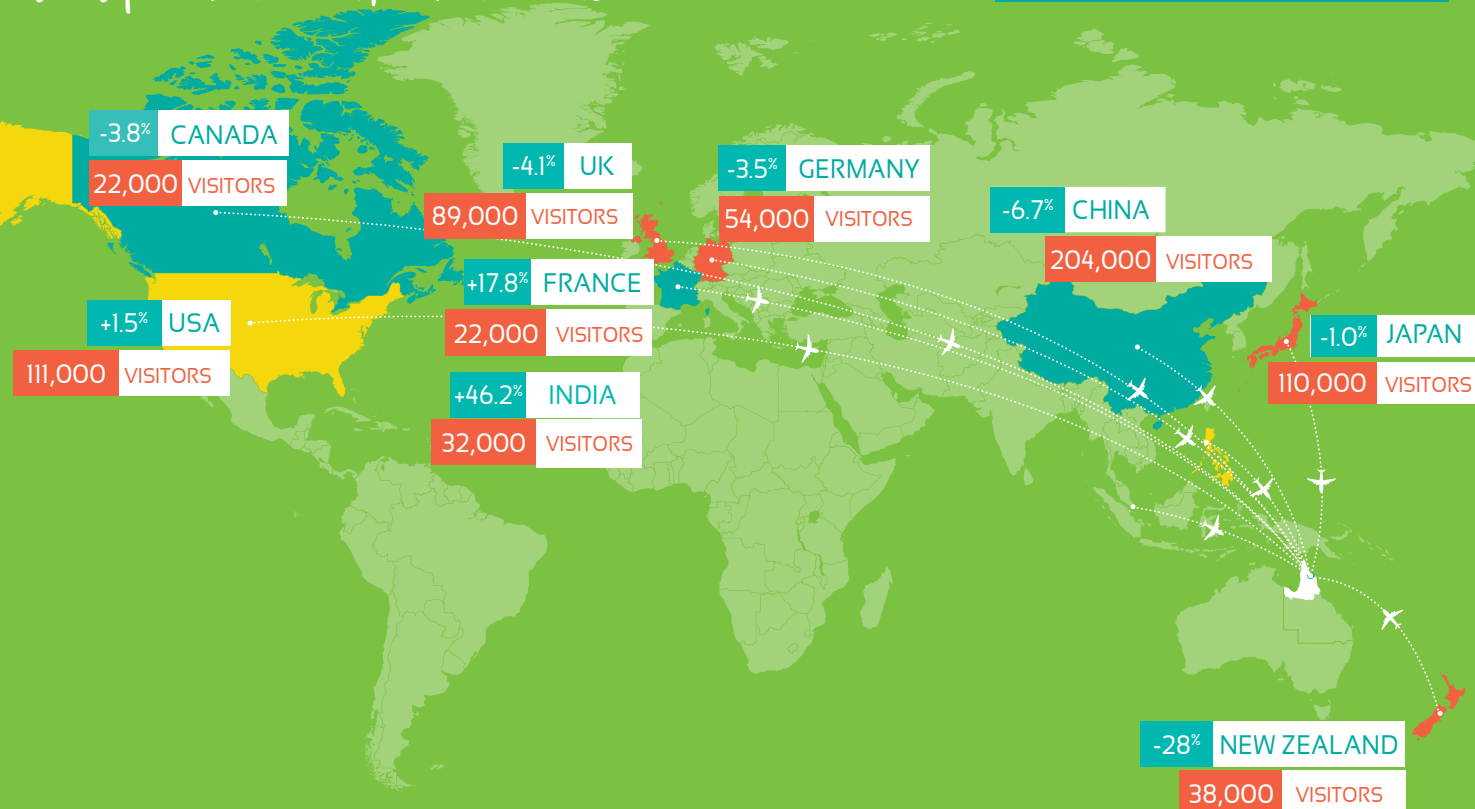 -3.8% CANADA
22,000 VISITORS
-4.1% UK
89,000 VISITORS
-3.5% GERMANY
54,000 VISITORS
-6.7% CHINA
204,000 VISITORS
+17.8% FRANCE
22,000 VISITORS
+1.5% USA
111,000 VISITORS
-1.0% JAPAN
110,000 VISITORS
+46.2% INDIA
32,000 VISITORS
-28% NEW ZEALAND
38,000 VISITORS